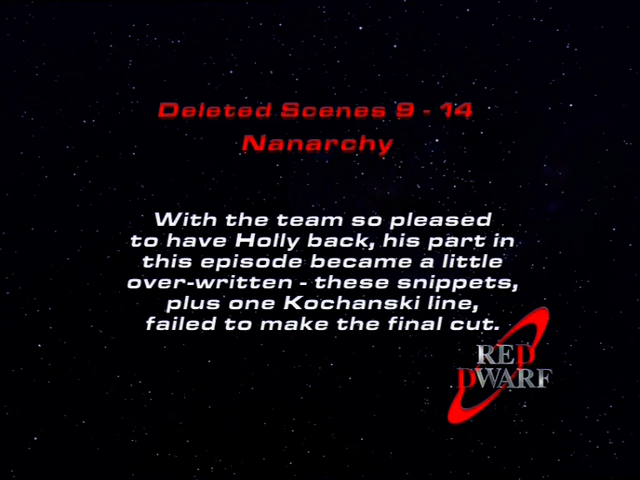 Deleted Scenes 9 - 14
Nanarchy
With the team so pleased
to have Holly back, his part in
this episode became a little
over-written - these snippets,
plus one Kochanski line,
failed to make the final cut.
RED
DWARF